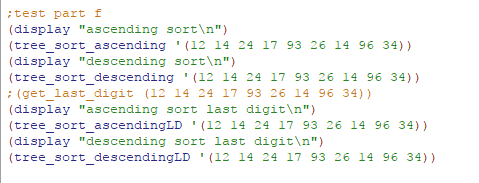 ;test part f
(display "ascending sort\n")
(tree_sort_ascending '(12 14 24 17 93 26 14 96 34))
(display "descending sort\n")
(tree_sort_descending '(12 14 24 17 93 26 14 96 34))
;(get_last_digit (12 14 24 17 93 26 14 96 34))
(display "ascending sort last digit\n")
(tree_sort_ascendingLD '(12 14 24 17 93 26 14 96 34))
(display "descending sort last digit\n")
(tree_sort_descendingLD '(12 14 24 17 93 26 14 96 34))